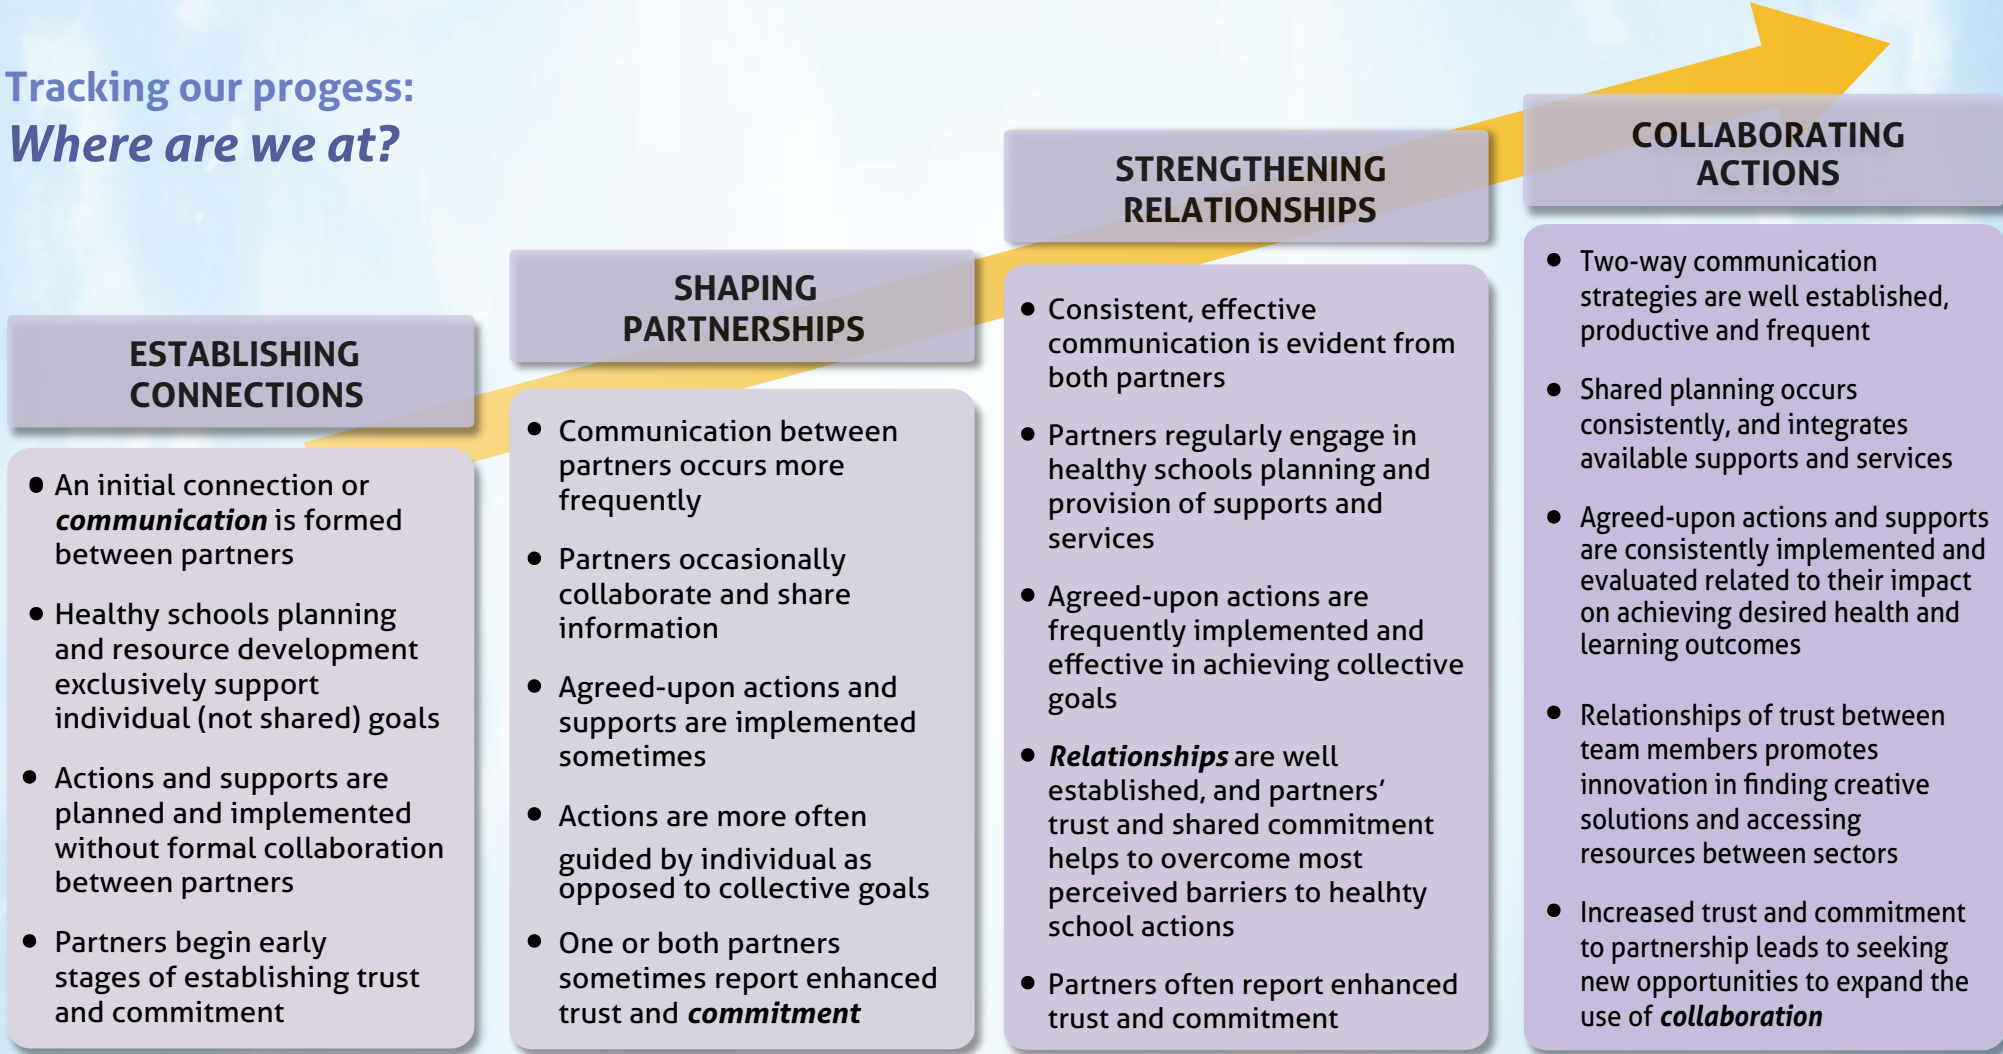 Tracking our progess:
Where are we at?
ESTABLISHING
CONNECTIONS
• An initial connection or
communication is formed
between partners
• Healthy schools planning
and resource development
exclusively support
individual (not shared) goals
• Actions and supports are
planned and implemented
without formal collaboration
between partners
• Partners begin early
stages of establishing trust
and commitment
SHAPING
PARTNERSHIPS
• Communication between
partners occurs more
frequently
• Partners occasionally
collaborate and share
information
• Agreed-upon actions and
supports are implemented
sometimes
• Actions are more often
guided by individual as
opposed to collective goals
• One or both partners
sometimes report enhanced
trust and commitment
STRENGTHENING
RELATIONSHIPS
• Consistent, effective
communication is evident from
both partners
• Partners regularly engage in
healthy schools planning and
provision of supports and
services
• Agreed-upon actions are
frequently implemented and
effective in achieving collective
goals
• Relationships are well
established, and partners’
trust and shared commitment
helps to overcome most
perceived barriers to healhty
school actions
• Partners often report enhanced
trust and commitment
COLLABORATING
ACTIONS
• Two-way communication
strategies are well established,
productive and frequent
• Shared planning occurs
consistently, and integrates
available supports and services
• Agreed-upon actions and supports
are consistently implemented and
evaluated related to their impact
on achieving desired health and
learning outcomes
• Relationships of trust between
team members promotes
innovation in finding creative
solutions and accessing
resources between sectors
• Increased trust and commitment
to partnership leads to seeking
new opportunities to expand the
use of collaboration